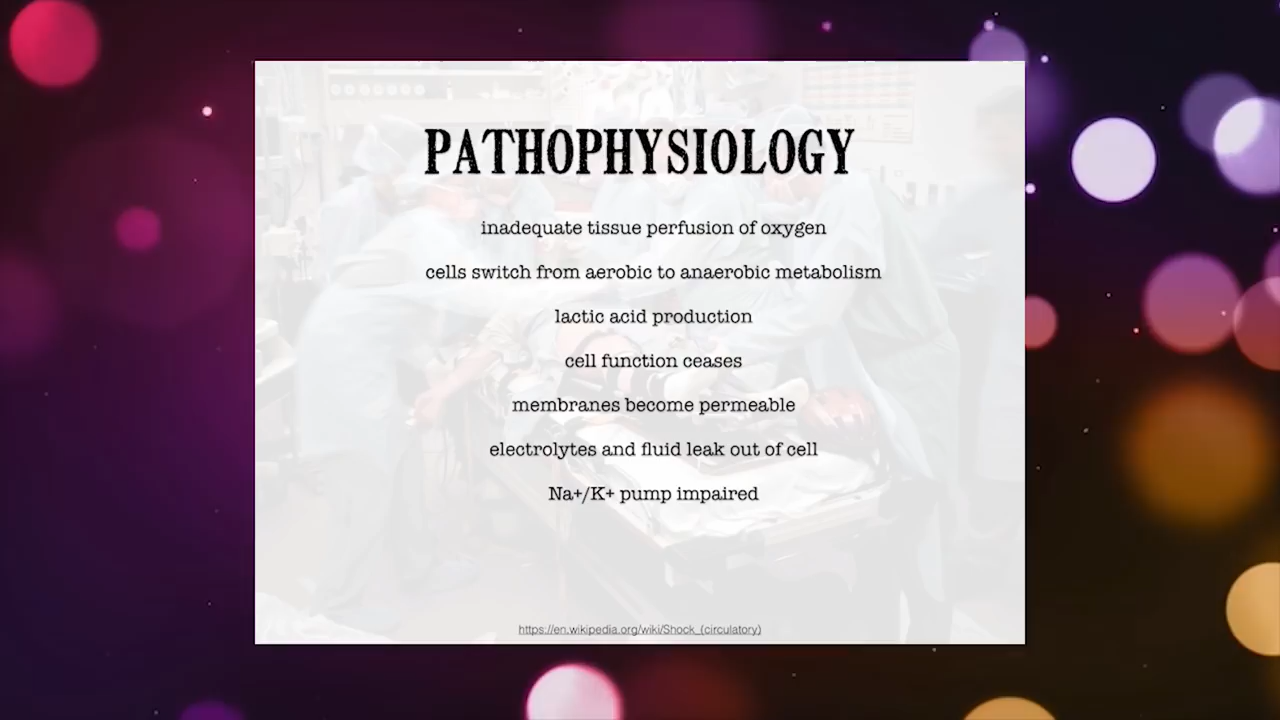 PATHOPHYSIOLOGY
inadequate tissue perfusion of oxygen
cells switch from aerobic to anaerobic metabolism
lactic acid production
cell function ceases
membranes become permeable
electrolytes and fluid leak out of cell
Na+/K+ pump impaired
https://en.wikipedia.org/wiki/Shock_(circulatory)